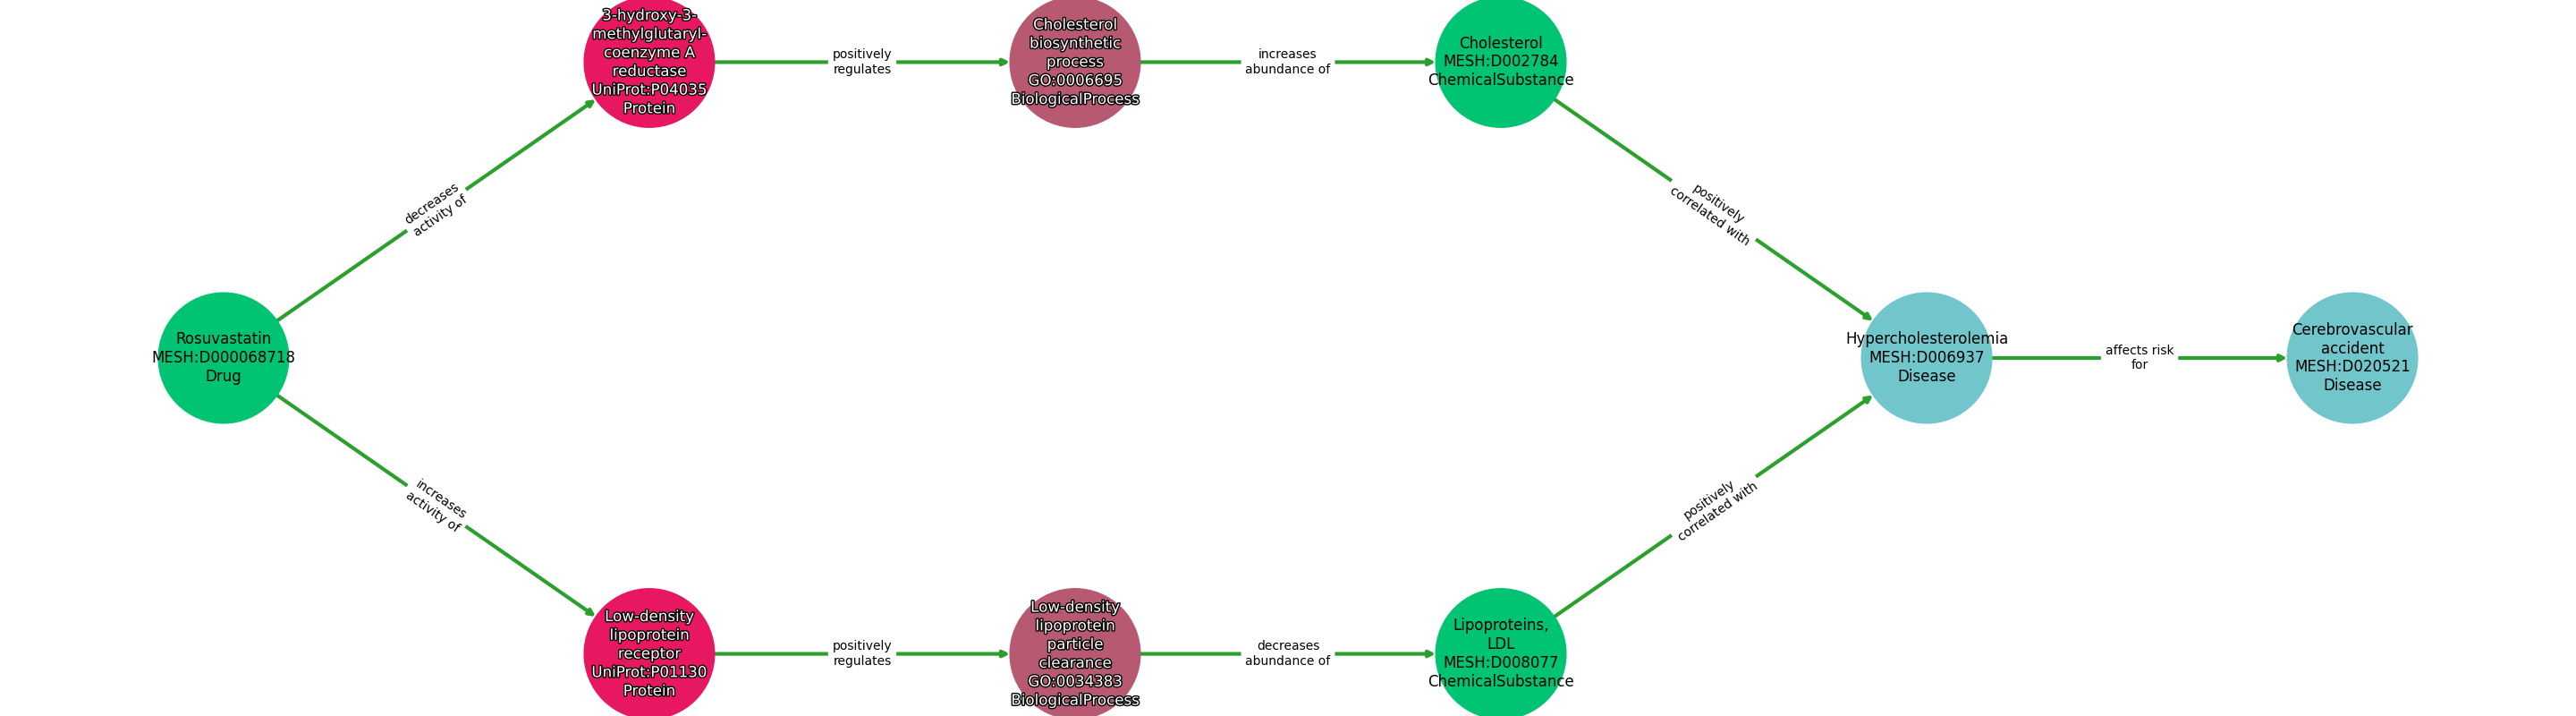 3-hydroxy-3-
methylglutaryl-
coenzyme A
reductase
UniProt:P04035
Protein
positively
regulates
Cholesterol
biosynthetic
process
GO:0006695
BiologicalProcess
increases
abundance of
Cholesterol
MESH:D002784
ChemicalSubstance
decreases
activity of
positively
correlated with
Rosuvastatin
MESH:D000068718
Drug
Hypercholesterolemia
MESH:D006937
Disease
affects risk
for
Cerebrovascular
accident
MESH:D020521
Disease
increases
activity of
positively
correlated with
Low-density
lipoprotein
receptor
UniProt:P01130
Protein
positively
regulates
Low-density
lipoprotein
particle
clearance
GO:0034383
BiologicalProcess
decreases
abundance of
Lipoproteins,
LDL
MESH:D008077
ChemicalSubstance